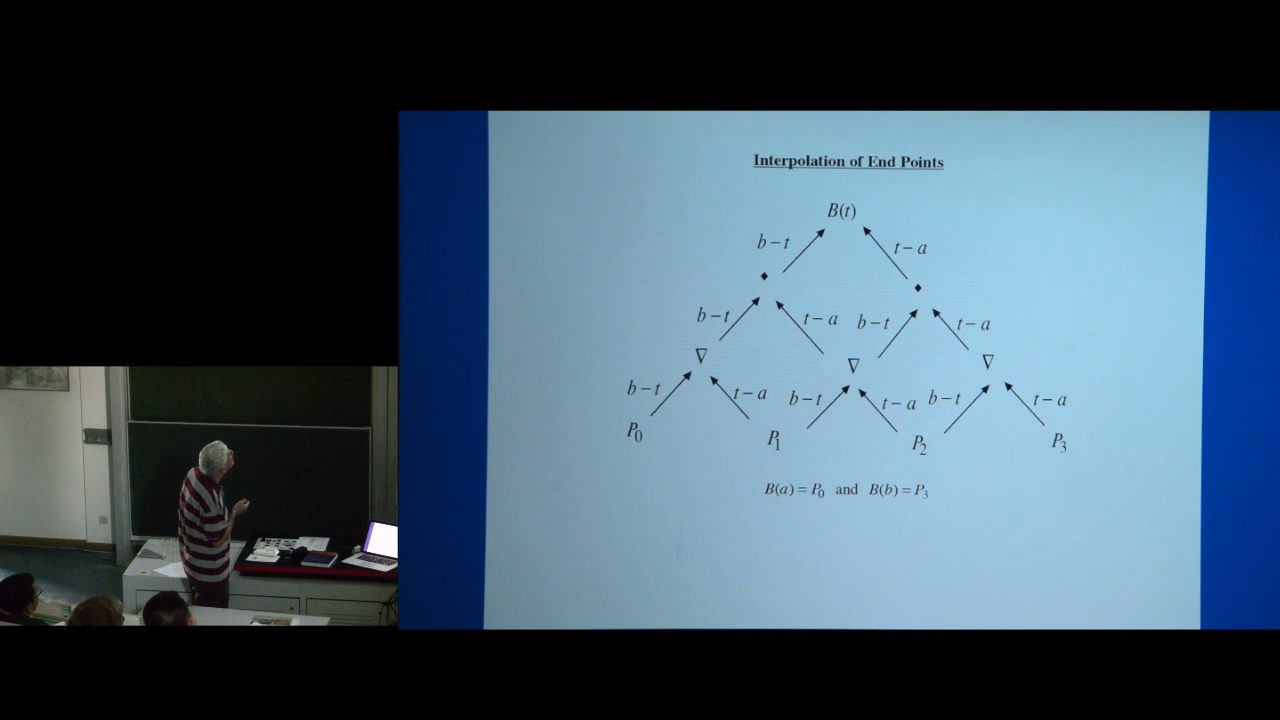 Interpolation of End Points
B(t)
b − t t − a
b − t t − a b − t t − a
∇ ∇ ∇
b − t t − a b − t t − a b − t t − a
P₀ P₁ P₂ P₃
B(a) = P₀ and B(b) = P₃